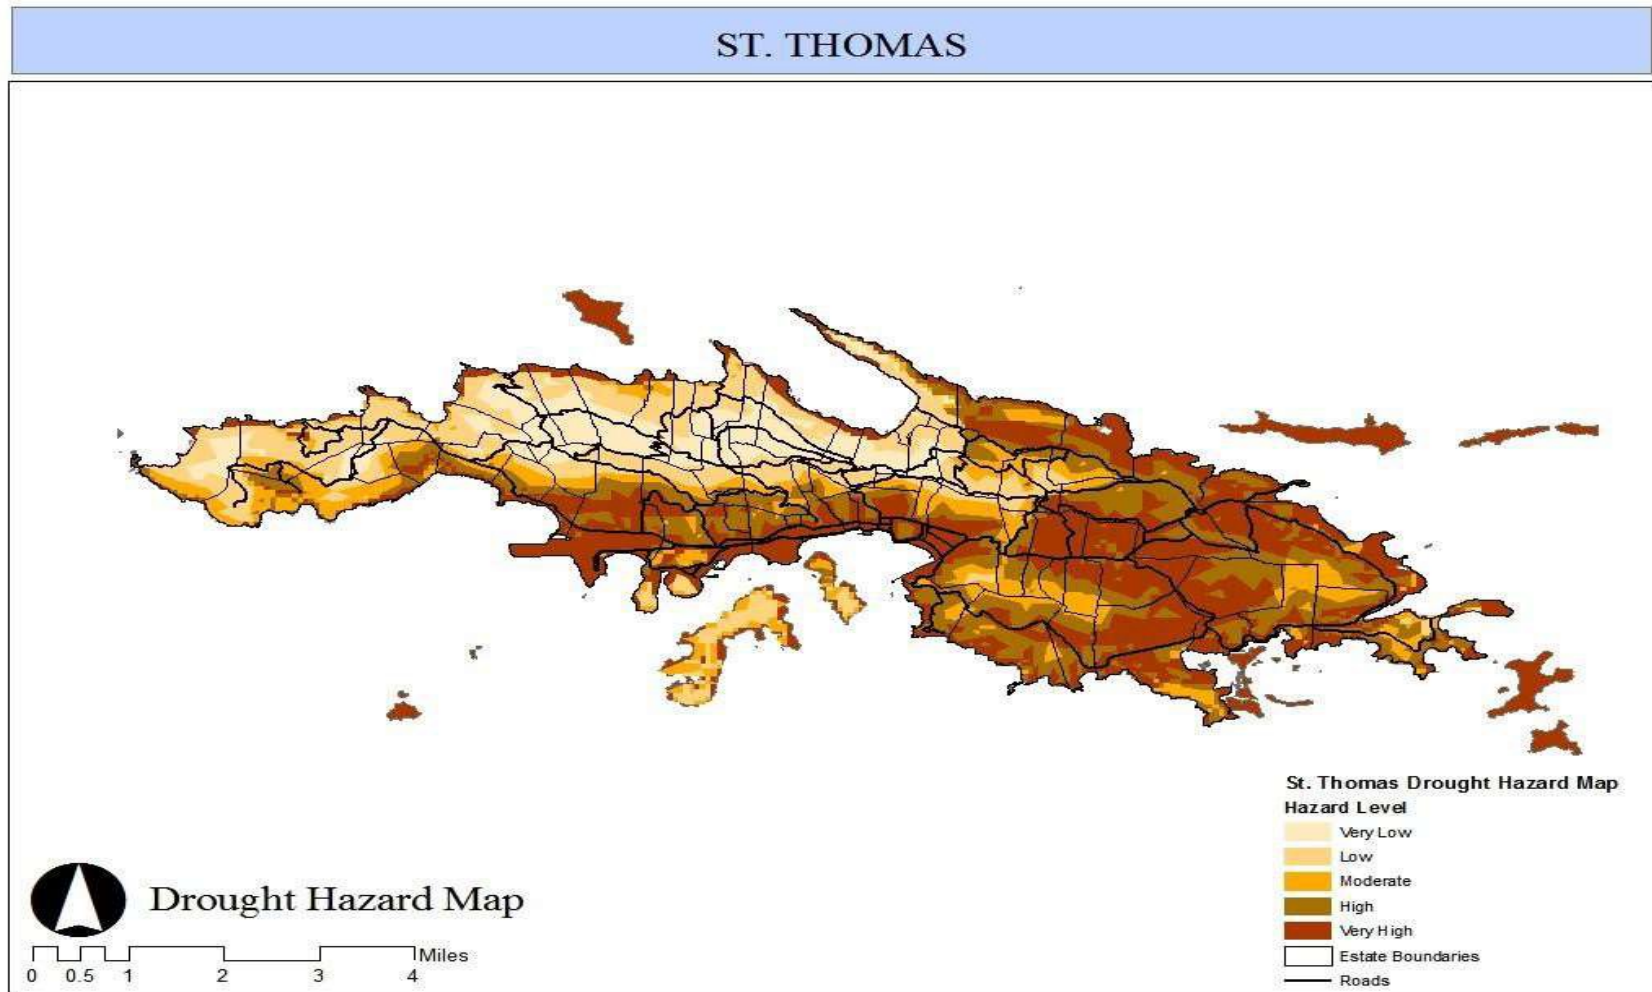 ST. THOMAS
St. Thomas Drought Hazard Map
Hazard Level
Very Low
Low
Moderate
High
Very High
Estate Boundaries
Roads
Drought Hazard Map
Miles
0 0.5 1 2 3 4